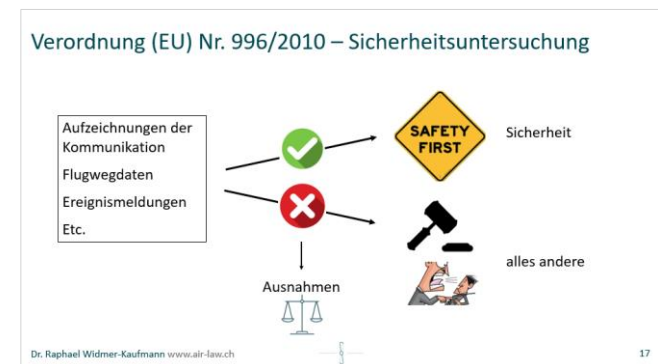 Verordnung (EU) Nr. 996/2010 – Sicherheitsuntersuchung
Aufzeichnungen der
Kommunikation
Flugwegdaten
Ereignismeldungen
Etc.
SAFETY
FIRST
Sicherheit
alles andere
Ausnahmen
Dr. Raphael Widmer-Kaufmann www.air-law.ch
17